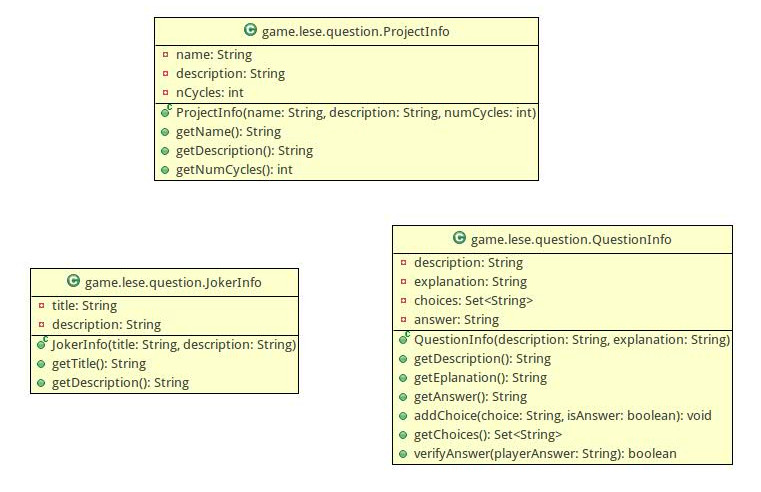 game.lese.question.ProjectInfo
name: String
description: String
nCycles: int
ProjectInfo(name: String, description: String, numCycles: int)
getName(): String
getDescription(): String
getNumCycles(): int
game.lese.question.JokerInfo
title: String
description: String
JokerInfo(title: String, description: String)
getTitle(): String
getDescription(): String
game.lese.question.QuestionInfo
description: String
explanation: String
choices: Set<String>
answer: String
QuestionInfo(description: String, explanation: String)
getDescription(): String
getEplanation(): String
getAnswer(): String
addChoice(choice: String, isAnswer: boolean): void
getChoices(): Set<String>
verifyAnswer(playerAnswer: String): boolean